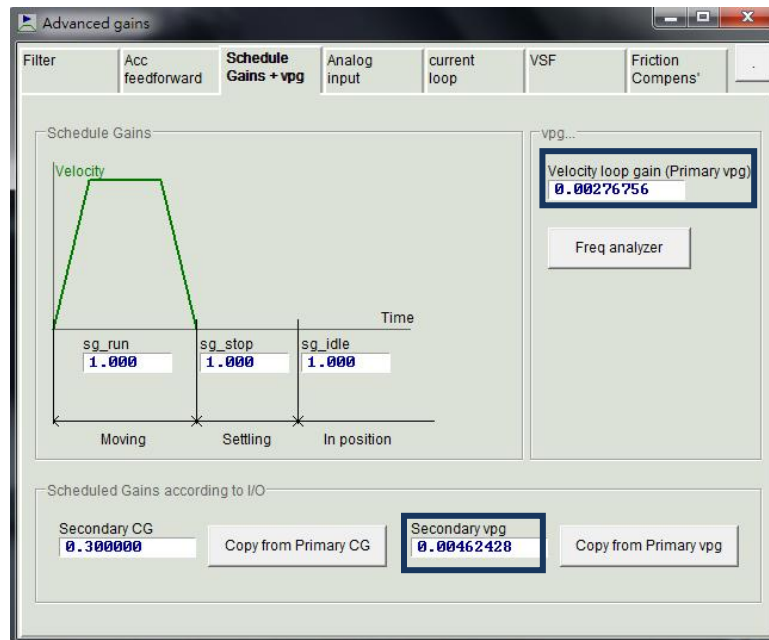 Advanced gains
Filter
Acc
feedforward
Schedule
Gains + vpg
Analog
input
current
loop
VSF
Friction
Compens'
.
Schedule Gains
Velocity
Time
sg_run
1.000
sg_stop
1.000
sg_idle
1.000
Moving
Settling
In position
vpg...
Velocity loop gain (Primary vpg)
0.00276756
Freq analyzer
Scheduled Gains according to I/O
Secondary CG
0.300000
Copy from Primary CG
Secondary vpg
0.00462428
Copy from Primary vpg